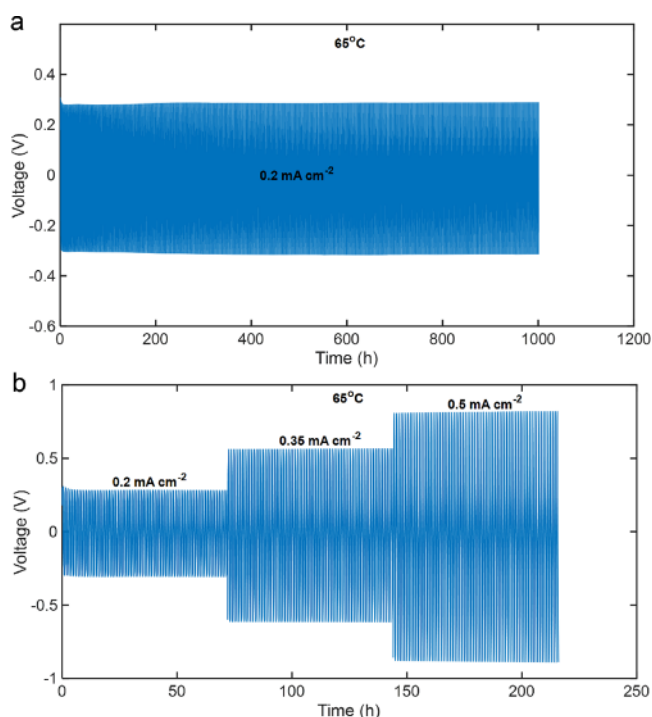 a
65°C
0.6
0.4
0.2
0
-0.2
-0.4
-0.6
Voltage (V)
0.2 mA cm⁻²
0 200 400 600 800 1000 1200
Time (h)
b
65°C
1
0.5
0
-0.5
-1
Voltage (V)
0.2 mA cm⁻²
0.35 mA cm⁻²
0.5 mA cm⁻²
0 50 100 150 200 250
Time (h)